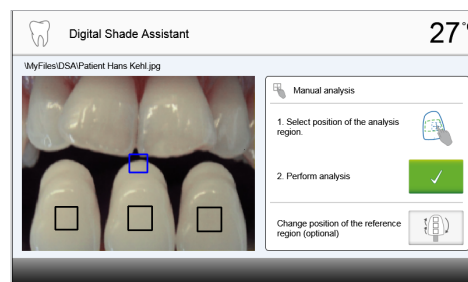 Digital Shade Assistant
27°
\MyFiles\DSA\Patient Hans Kehl.jpg
Manual analysis
1. Select position of the analysis
region.
2. Perform analysis
Change position of the reference
region (optional)